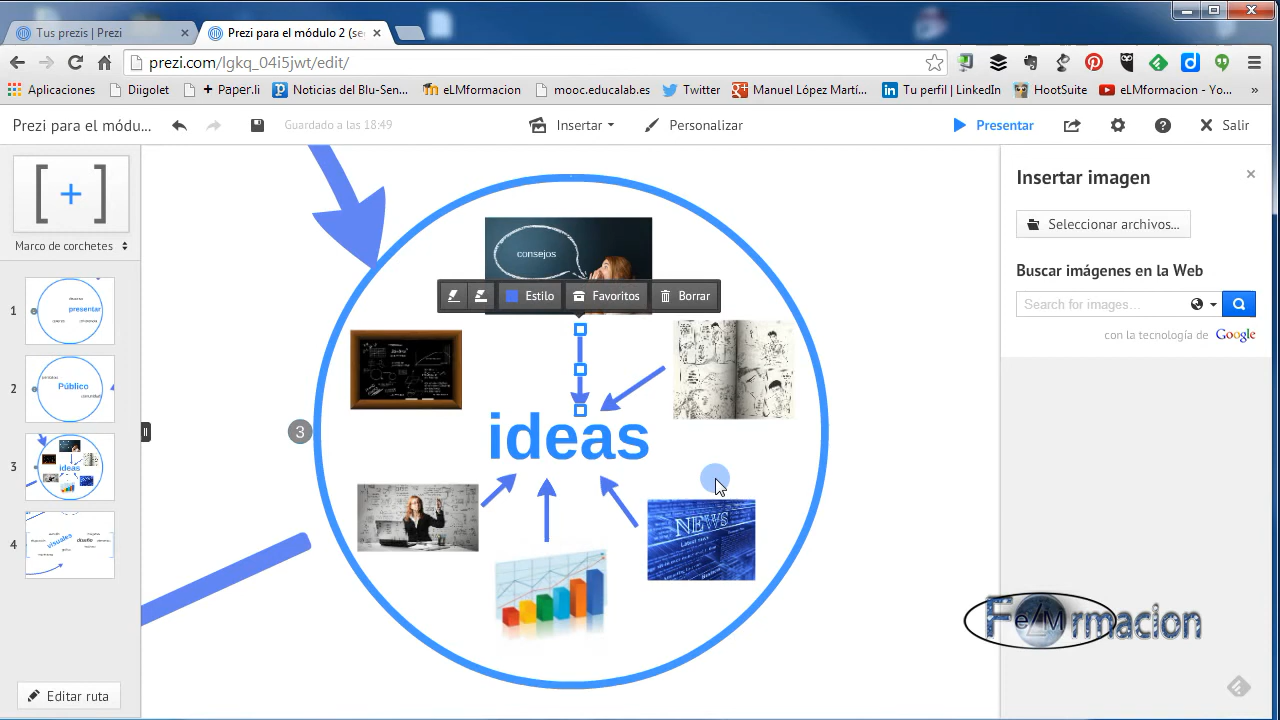 Tus prezis | Prezi
Prezi para el módulo 2 (se
prezi.com/lgkq_04i5jwt/edit/
Aplicaciones
Diigolet
+ Paper.li
Noticias del Blu-Sen...
eLMformacion
mooc.educalab.es
Twitter
Manuel López Martí...
Tu perfil | LinkedIn
HootSuite
eLMformacion - Yo...
»
Prezi para el módu...
Guardado a las 18:49
Insertar
Personalizar
Presentar
Salir
Marco de corchetes
1
presentar
2
Público
3
ideas
4
visuales
diseño
Editar ruta
3
consejos
Estilo
Favoritos
Borrar
ideas
NEWS
Insertar imagen
Seleccionar archivos...
Buscar imágenes en la Web
Search for images...
con la tecnología de Google
FeLMrmacion